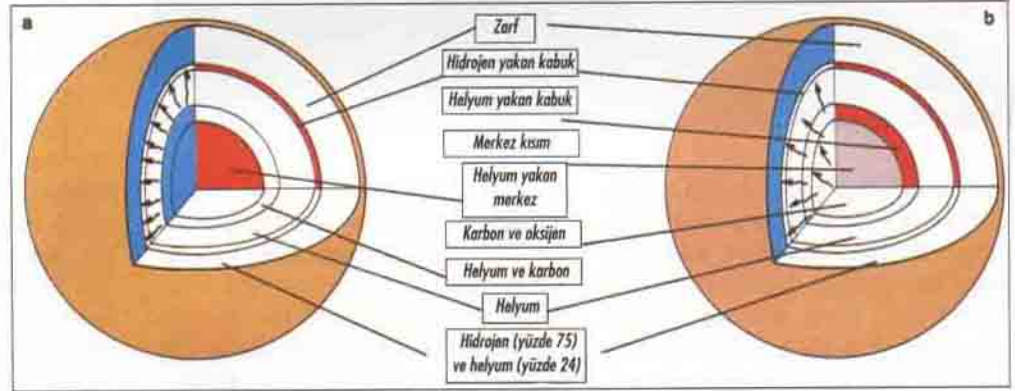 a
b
Zarf
Hidrojen yakan kabuk
Helyum yakan kabuk
Merkez kısım
Helyum yakan
merkez
Karbon ve oksijen
Helyum ve karbon
Helyum
Hidrojen (yüzde 75)
ve helyum (yüzde 24)